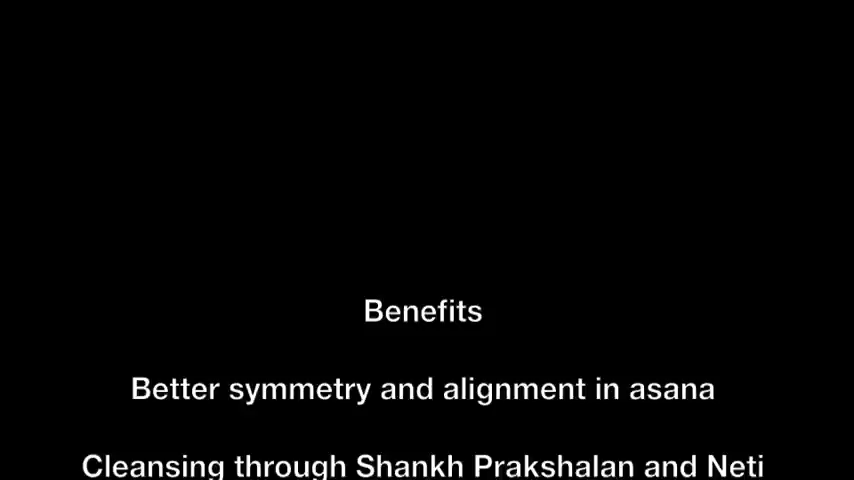 Benefits
Better symmetry and alignment in asana
Cleansing through Shankh Prakshalan and Neti